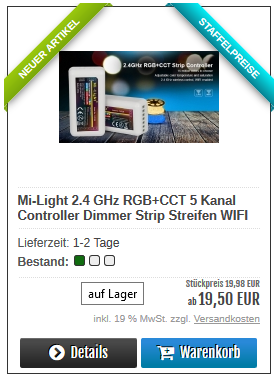 NEUER ARTIKEL
STAFFELPREISE
2.4GHz RGB+CCT Strip Controller
Mi-Light 2.4 GHz RGB+CCT 5 Kanal
Controller Dimmer Strip Streifen WIFI
Lieferzeit: 1-2 Tage
Bestand:
auf Lager
Stückpreis 19,98 EUR
ab 19,50 EUR
inkl. 19 % MwSt. zzgl. Versandkosten
Details
Warenkorb